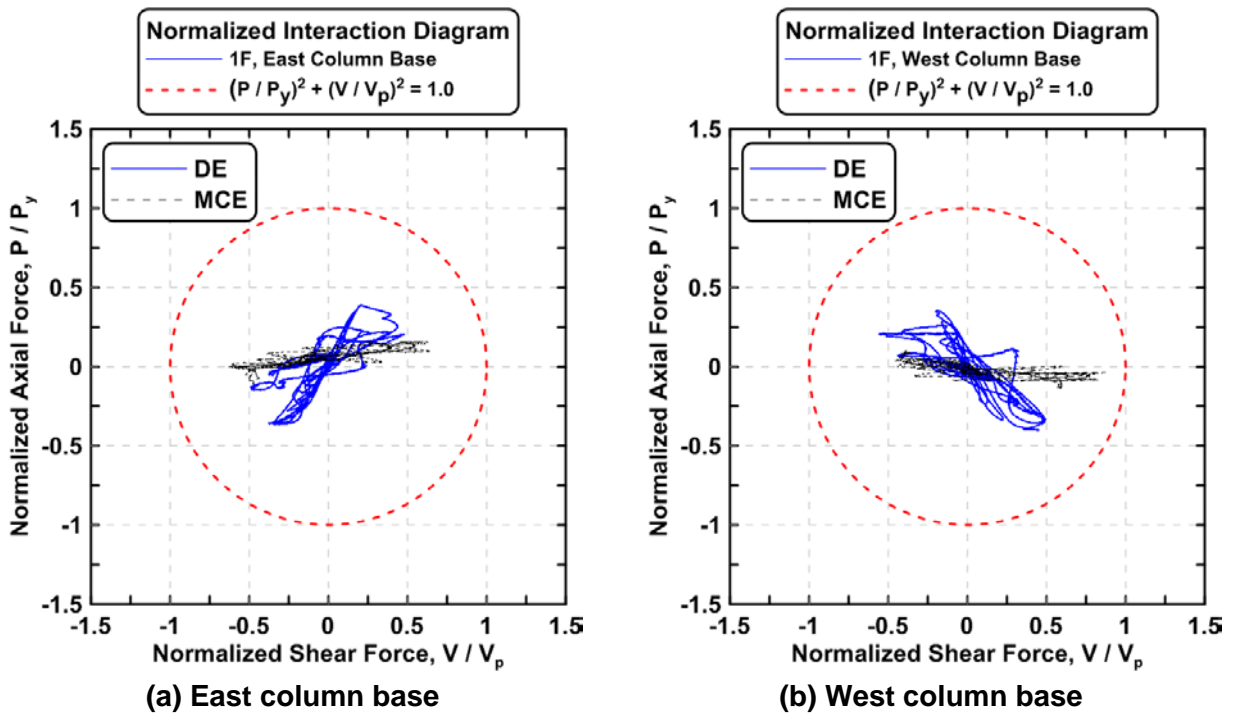 Normalized Interaction Diagram
1F, East Column Base
(P / Py)² + (V / Vp)² = 1.0
1.5
1
0.5
0
-0.5
-1
-1.5
Normalized Axial Force, P / Py
DE
MCE
-1.5 -1 -0.5 0 0.5 1 1.5
Normalized Shear Force, V / Vp
(a) East column base
Normalized Interaction Diagram
1F, West Column Base
(P / Py)² + (V / Vp)² = 1.0
1.5
1
0.5
0
-0.5
-1
-1.5
Normalized Axial Force, P / Py
DE
MCE
-1.5 -1 -0.5 0 0.5 1 1.5
Normalized Shear Force, V / Vp
(b) West column base